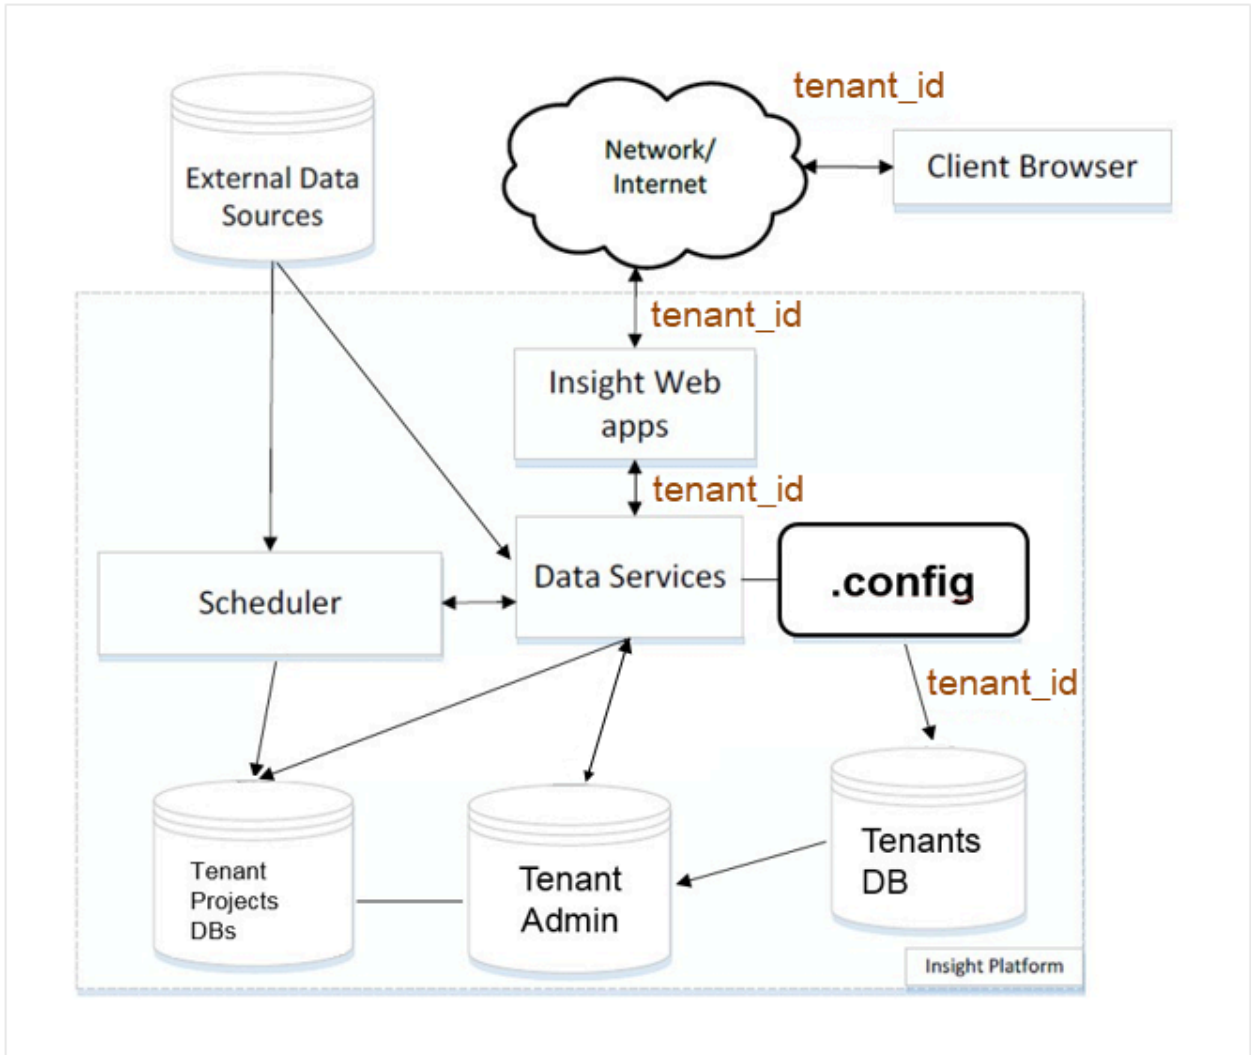 tenant_id
External Data
Sources
Network/
Internet
Client Browser
tenant_id
Insight Web
apps
tenant_id
Data Services
.config
Scheduler
tenant_id
Tenant
Projects
DBs
Tenant
Admin
Tenants
DB
Insight Platform